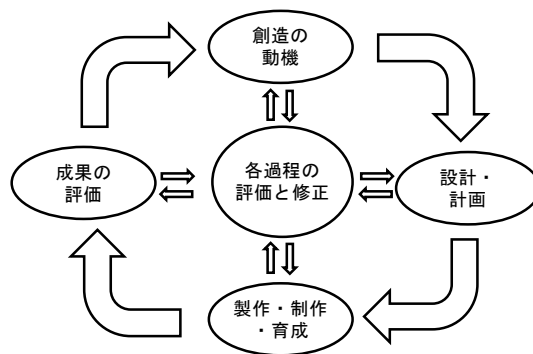 創造の
動機
成果の
評価
各過程の
評価と修正
設計・
計画
製作・制作
・育成